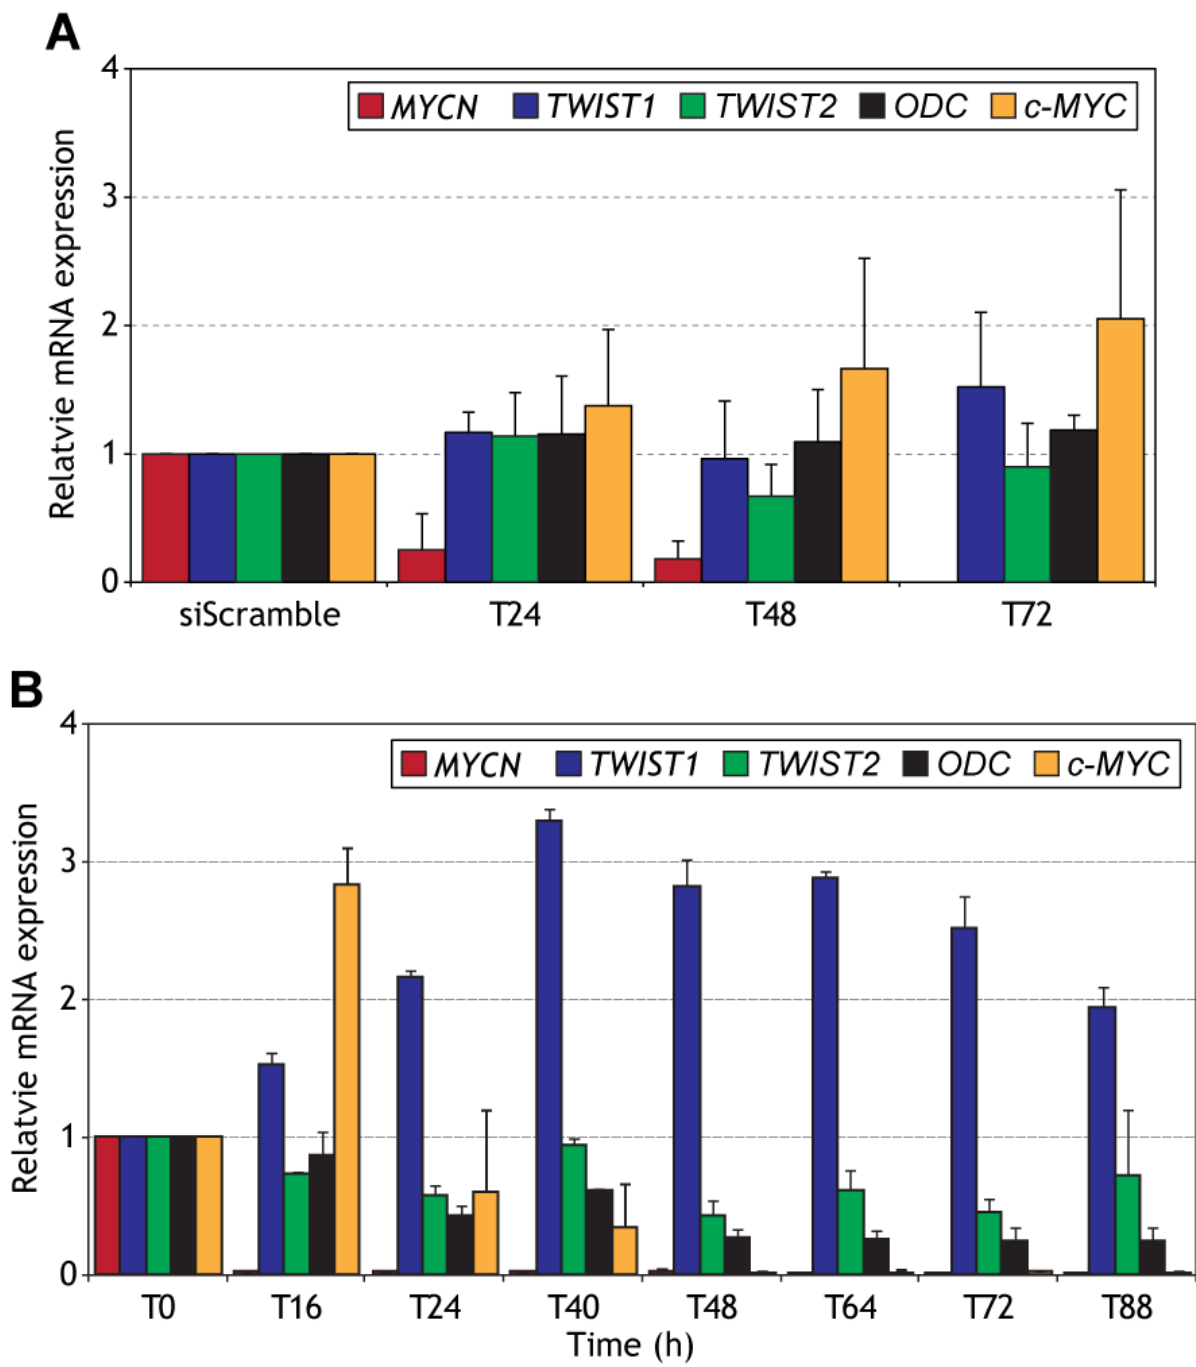 A
4
3
2
1
0
Relatvie mRNA expression
MYCN TWIST1 TWIST2 ODC c-MYC
siScramble T24 T48 T72
B
4
3
2
1
0
Relatvie mRNA expression
MYCN TWIST1 TWIST2 ODC c-MYC
T0 T16 T24 T40 T48 T64 T72 T88
Time (h)